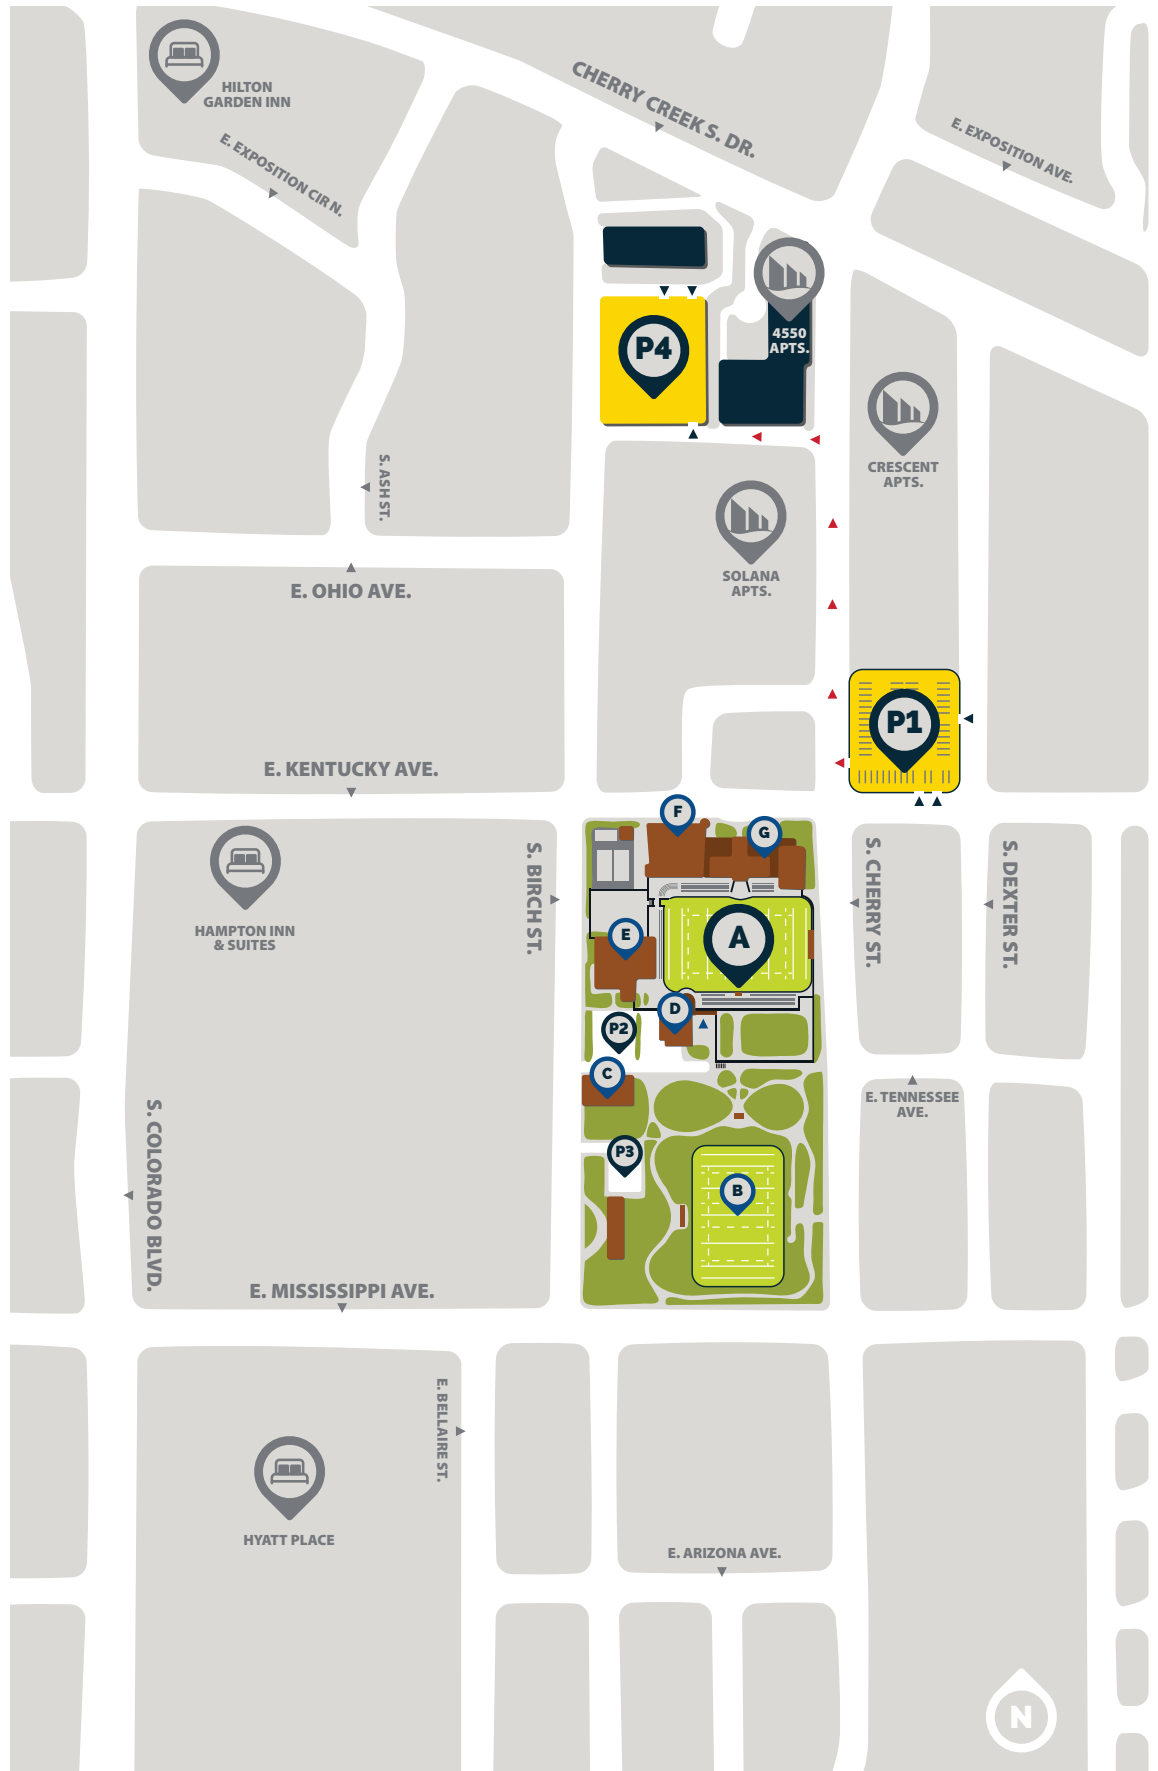 HILTON
GARDEN INN
CHERRY CREEK S. DR.
E. EXPOSITION AVE.
E. EXPOSITION CIR N.
4550
APTS.
P4
CRESCENT
APTS.
S. ASH ST.
SOLANA
APTS.
E. OHIO AVE.
P1
E. KENTUCKY AVE.
F
G
S. BIRCH ST.
S. CHERRY ST.
S. DEXTER ST.
HAMPTON INN
& SUITES
E
A
D
P2
C
E. TENNESSEE
AVE.
S. COLORADO BLVD.
P3
B
E. MISSISSIPPI AVE.
E. BELLAIRE ST.
HYATT PLACE
E. ARIZONA AVE.
N